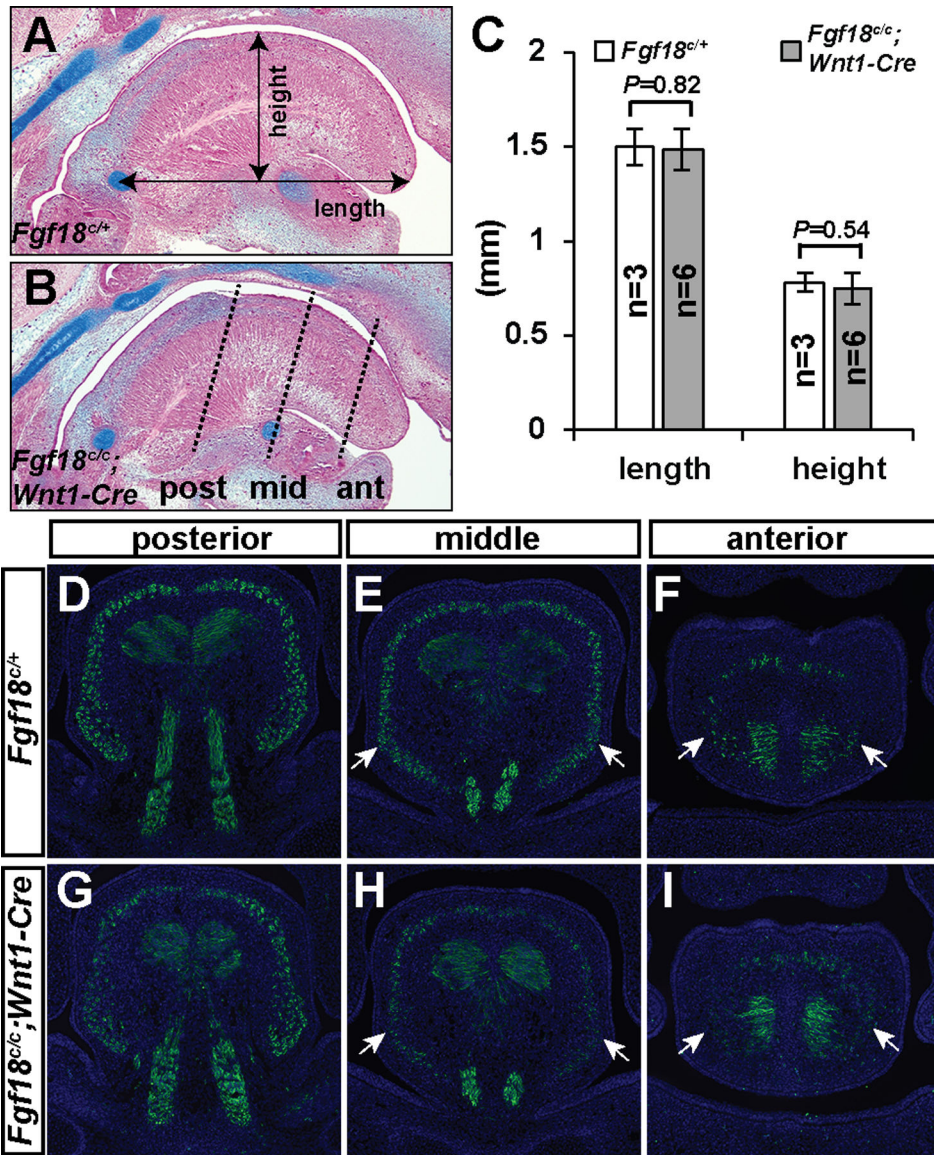 A
height
length
Fgf18c/+
B
Fgf18c/c;
Wnt1-Cre
post mid ant
C
Fgf18c/+
Fgf18c/c;
Wnt1-Cre
P=0.82
P=0.54
2
1.5
1
0.5
0
(mm)
n=3
n=6
n=3
n=6
length
height
posterior
middle
anterior
Fgf18c/+
D
E
F
Fgf18c/c;Wnt1-Cre
G
H
I